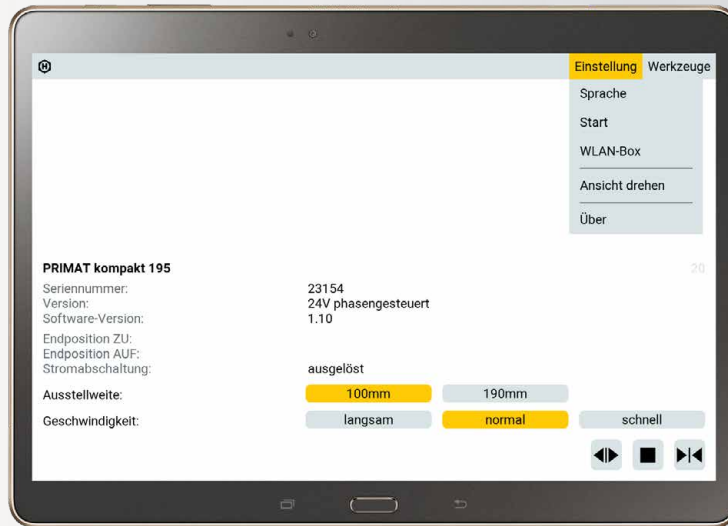 Einstellung Werkzeuge
Sprache
Start
WLAN-Box
Ansicht drehen
Über
PRIMAT kompakt 195 20
Seriennummer: 23154
Version: 24V phasengesteuert
Software-Version: 1.10
Endposition ZU:
Endposition AUF:
Stromabschaltung: ausgelöst
Ausstellweite: 100mm 190mm
Geschwindigkeit: langsam normal schnell